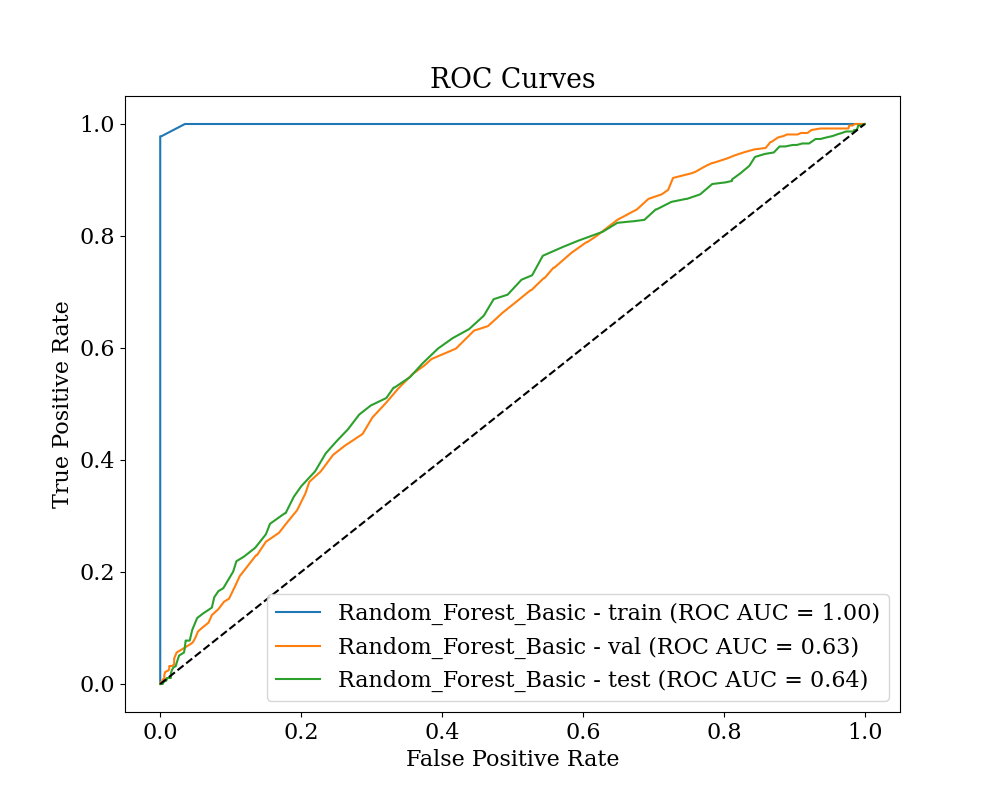 ROC Curves
True Positive Rate
1.0
0.8
0.6
0.4
0.2
0.0
Random_Forest_Basic - train (ROC AUC = 1.00)
Random_Forest_Basic - val (ROC AUC = 0.63)
Random_Forest_Basic - test (ROC AUC = 0.64)
0.0 0.2 0.4 0.6 0.8 1.0
False Positive Rate